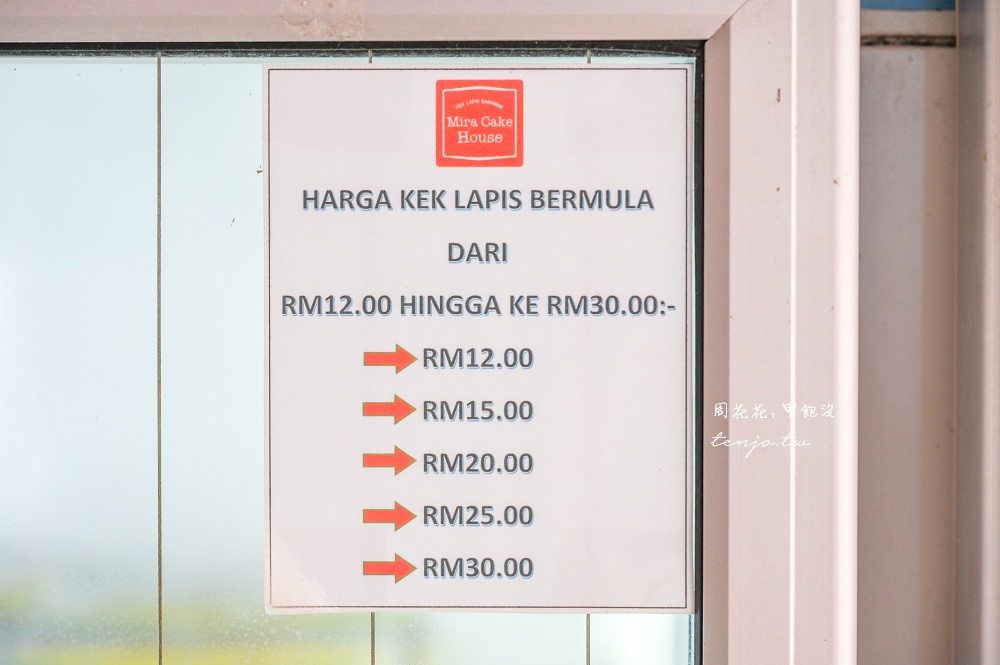 KEK LAPIS SARAWAK
Mira Cake
House
HARGA KEK LAPIS BERMULA
DARI
RM12.00 HINGGA KE RM30.00:-
RM12.00
RM15.00
RM20.00
RM25.00
RM30.00
周花花,甲飽沒
tenjo.tw